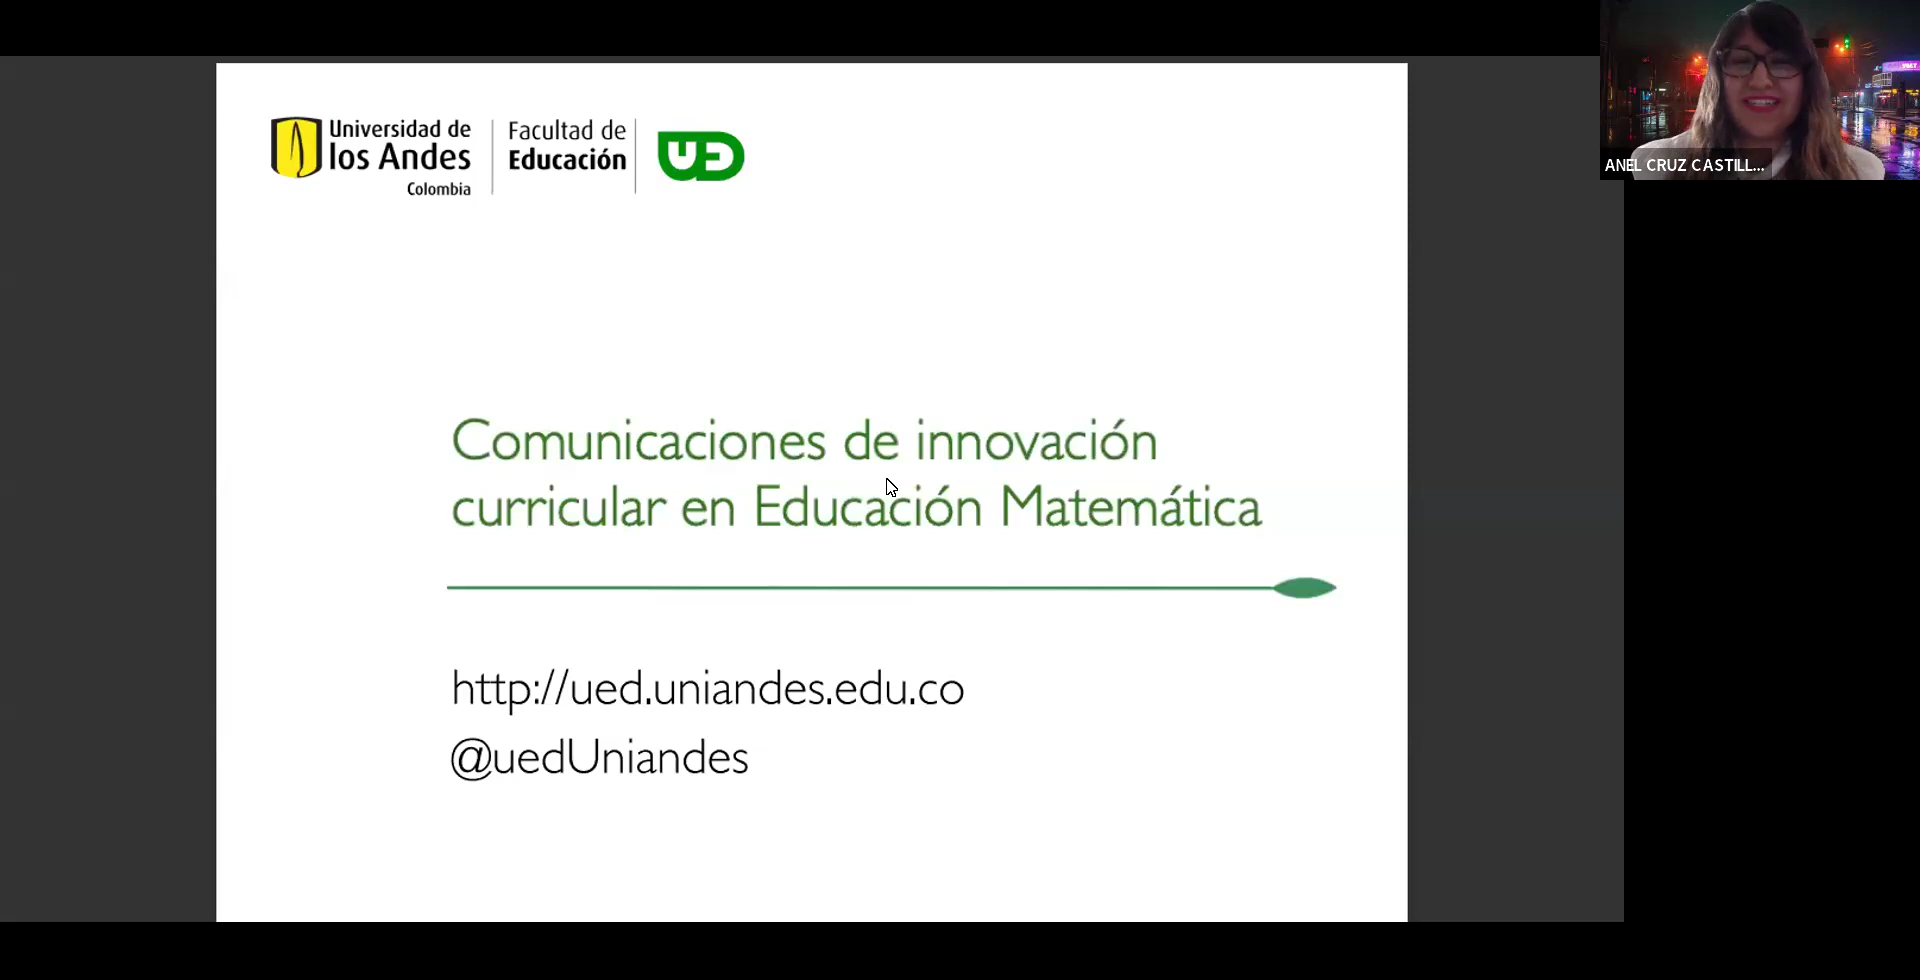 Universidad de
los Andes
Colombia
Facultad de
Educación
UED
Comunicaciones de innovación
curricular en Educación Matemática
http://ued.uniandes.edu.co
@uedUniandes
ANEL CRUZ CASTILL...